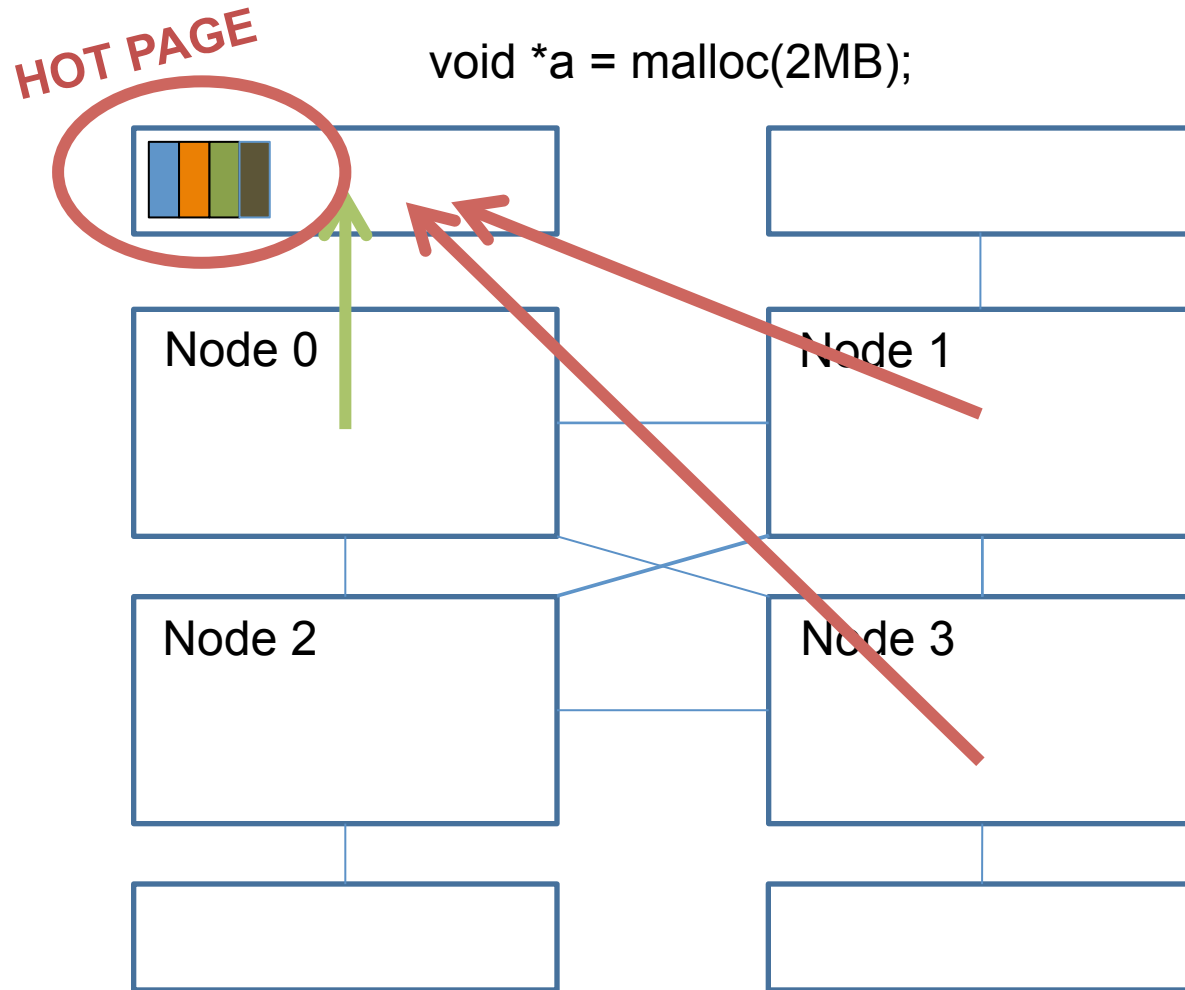 HOT PAGE
void *a = malloc(2MB);
Node 0
Node 1
Node 2
Node 3